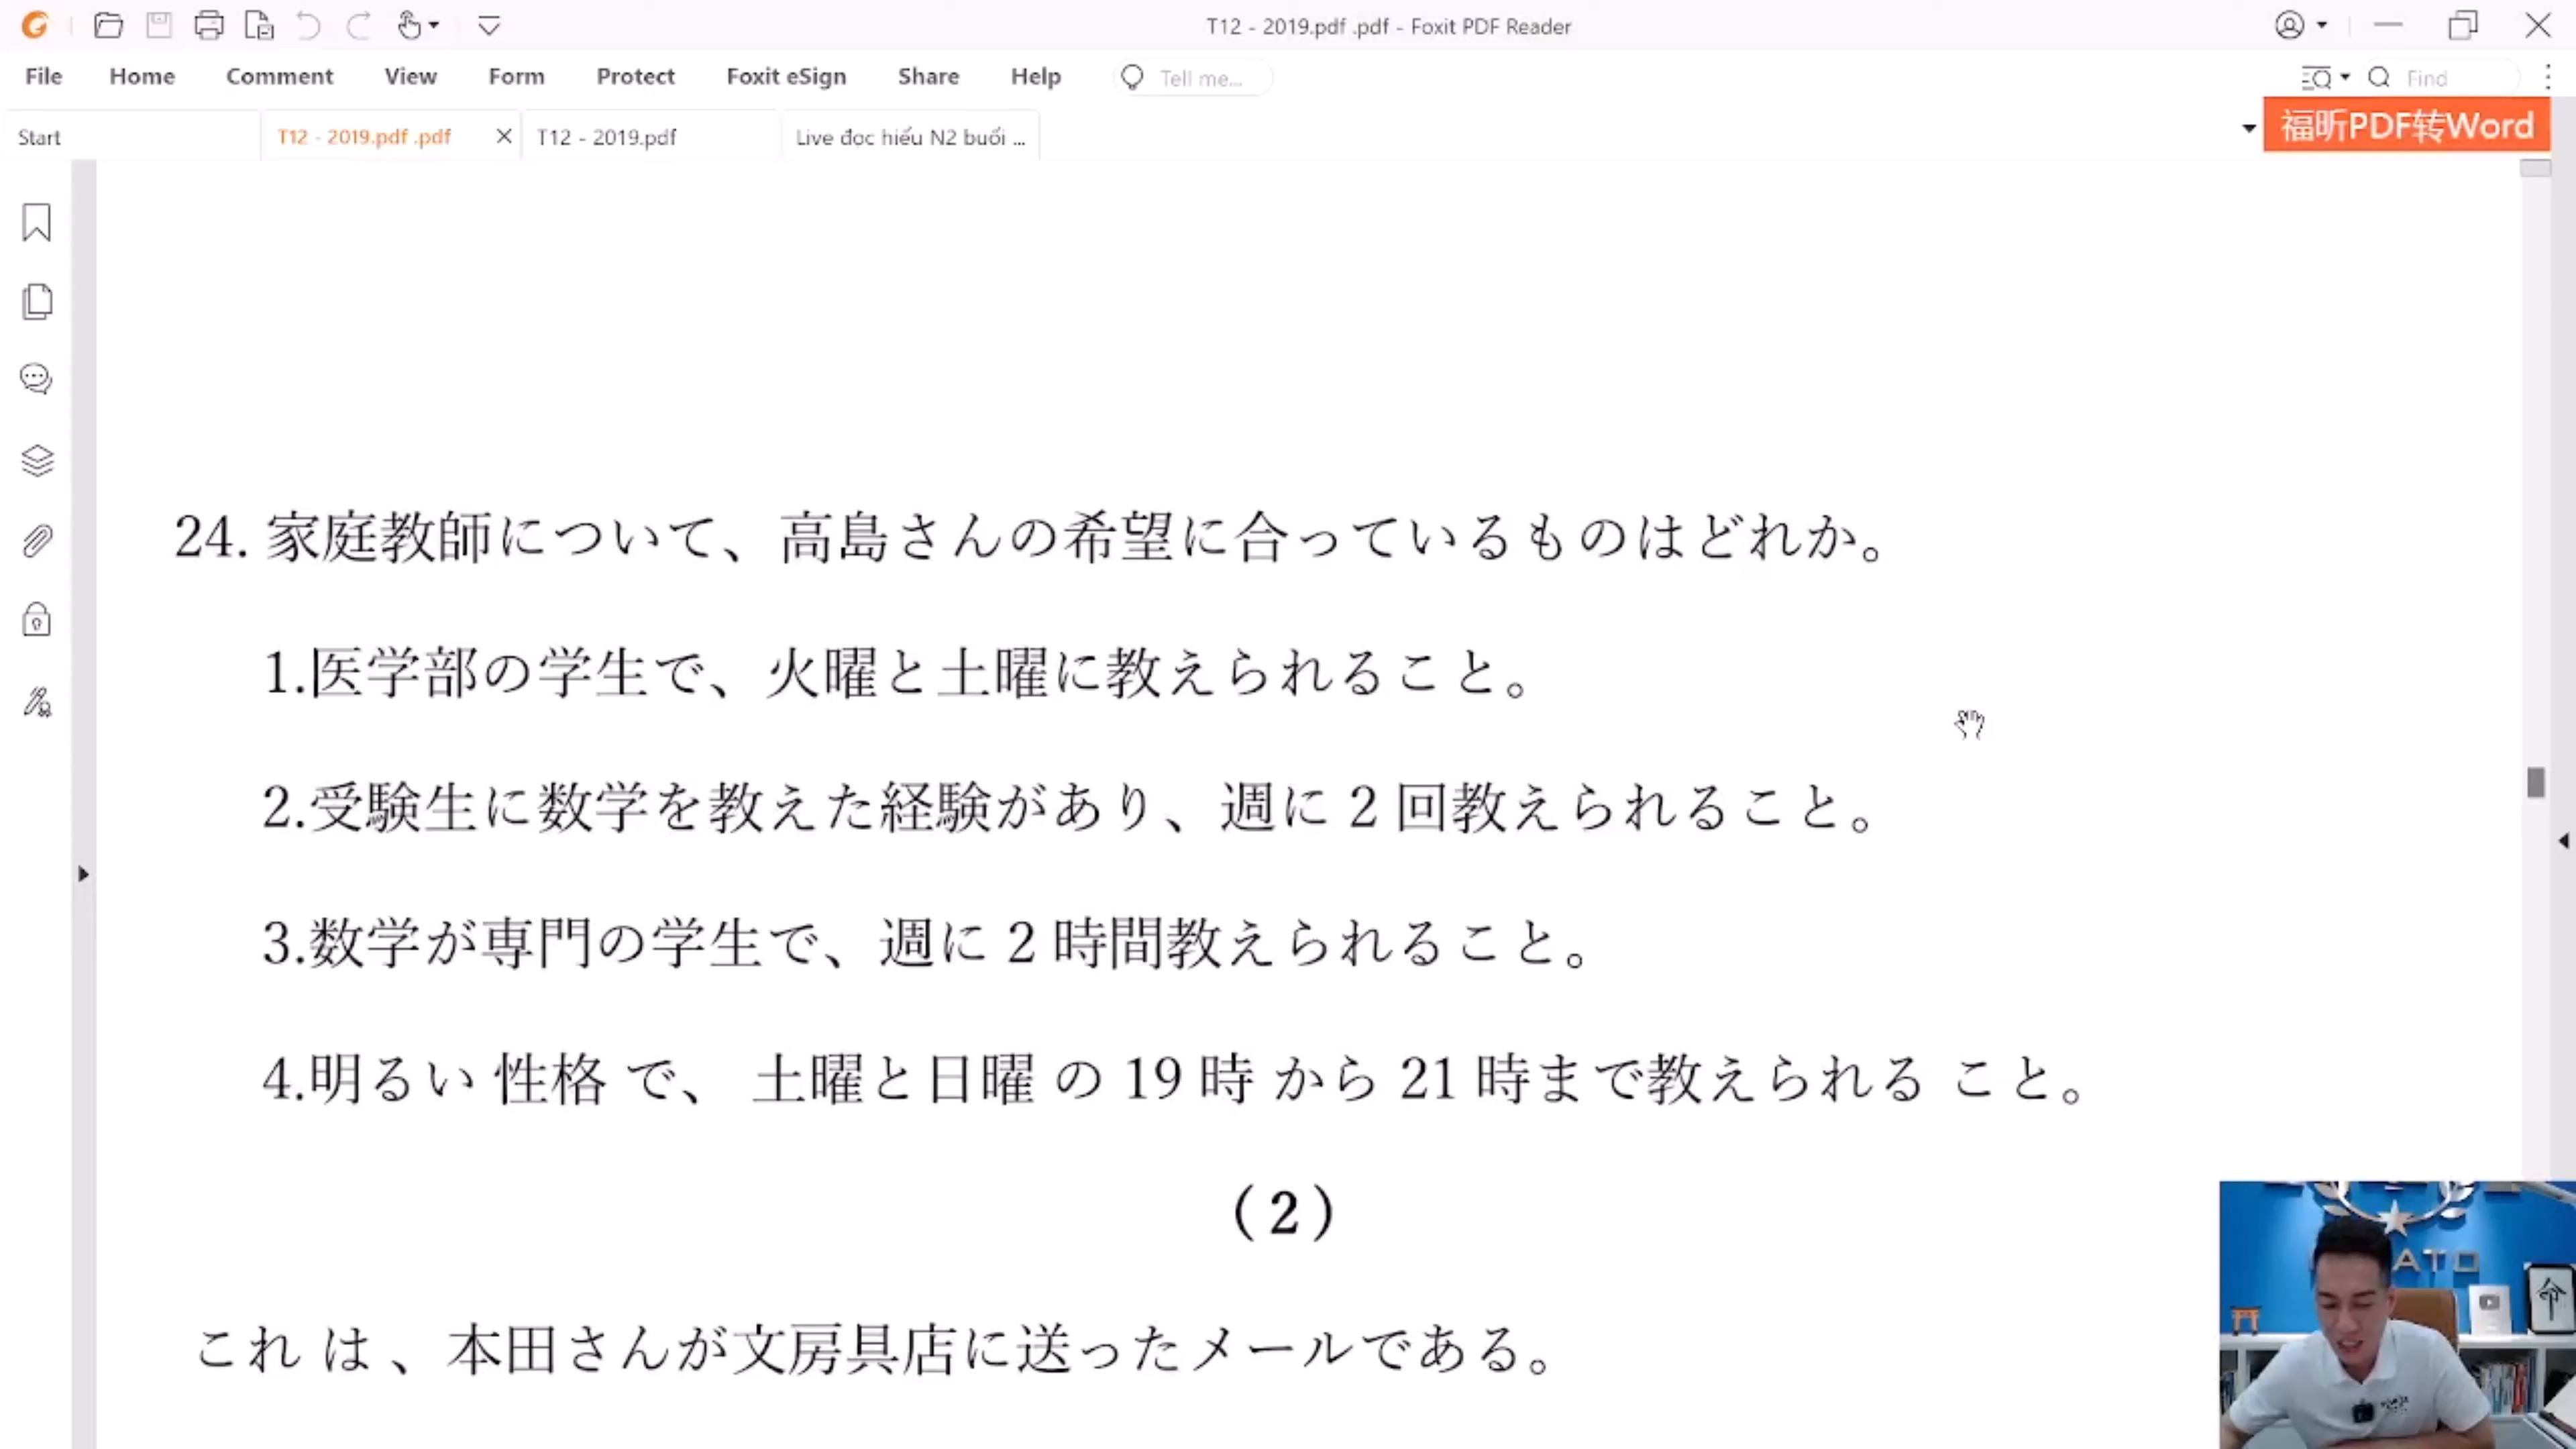 T12 - 2019.pdf .pdf - Foxit PDF Reader
File Home Comment View Form Protect Foxit eSign Share Help Tell me... Find
Start T12 - 2019.pdf .pdf T12 - 2019.pdf Live đọc hiểu N2 buổi ... 福昕PDF转Word
24. 家庭教師について、高島さんの希望に合っているものはどれか。
1.医学部の学生で、火曜と土曜に教えられること。
2.受験生に数学を教えた経験があり、週に 2 回教えられること。
3.数学が専門の学生で、週に 2 時間教えられること。
4.明るい 性格 で、 土曜と日曜 の 19 時 から 21 時まで教えられる こと。
(2)
これ は 、本田さんが文房具店に送ったメールである。
ATO
命